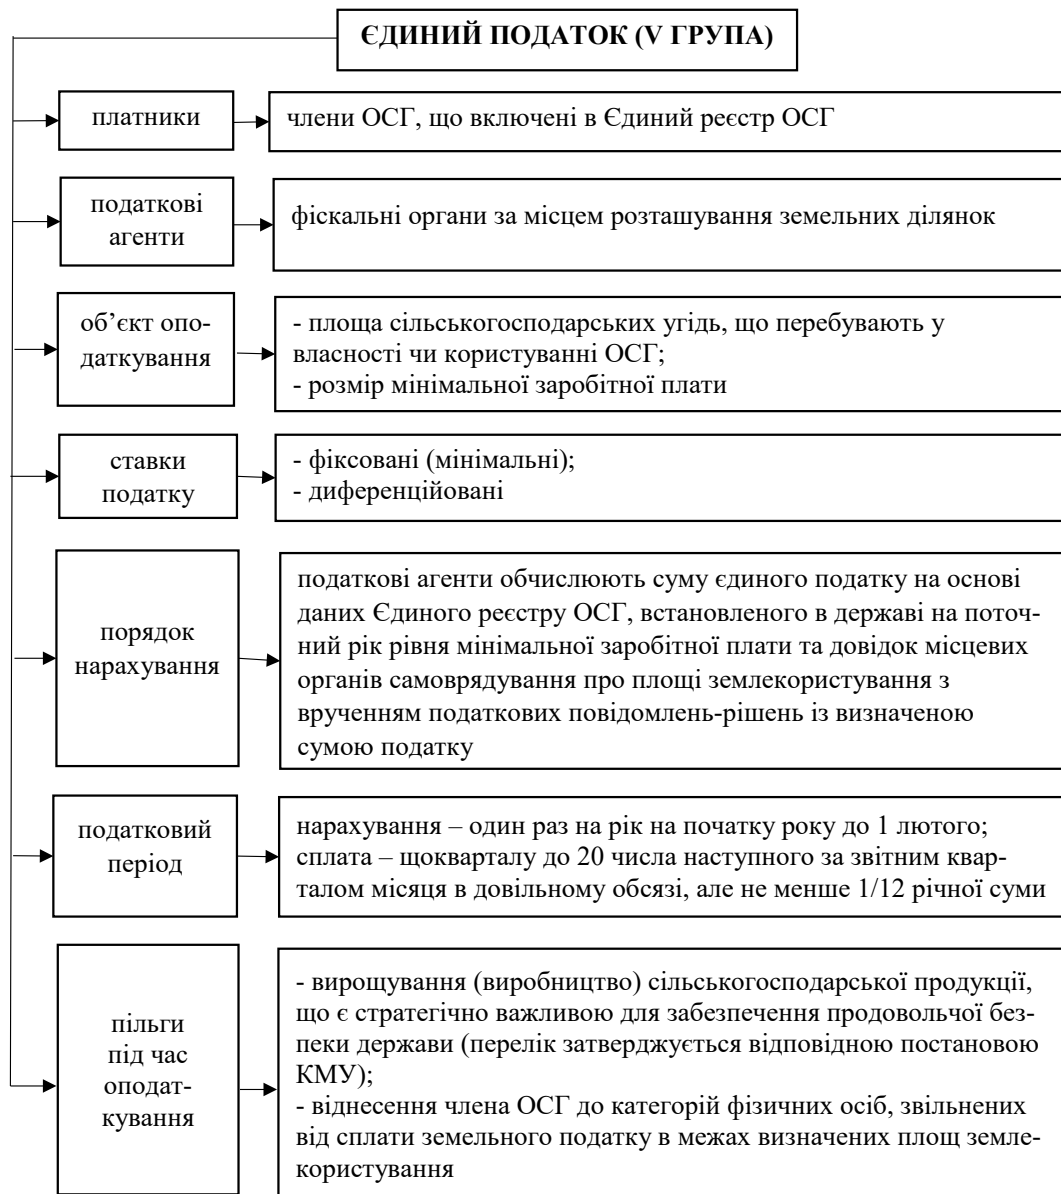 ЄДИНИЙ ПОДАТОК (V ГРУПА)
платники
члени ОСГ, що включені в Єдиний реєстр ОСГ
податкові
агенти
фіскальні органи за місцем розташування земельних ділянок
об’єкт опо-
даткування
- площа сільськогосподарських угідь, що перебувають у
власності чи користуванні ОСГ;
- розмір мінімальної заробітної плати
ставки
податку
- фіксовані (мінімальні);
- диференційовані
порядок
нарахування
податкові агенти обчислюють суму єдиного податку на основі
даних Єдиного реєстру ОСГ, встановленого в державі на поточ-
ний рік рівня мінімальної заробітної плати та довідок місцевих
органів самоврядування про площі землекористування з
врученням податкових повідомлень-рішень із визначеною
сумою податку
податковий
період
нарахування – один раз на рік на початку року до 1 лютого;
сплата – щокварталу до 20 числа наступного за звітним квар-
талом місяця в довільному обсязі, але не менше 1/12 річної суми
пільги
під час
оподат-
кування
- вирощування (виробництво) сільськогосподарської продукції,
що є стратегічно важливою для забезпечення продовольчої без-
пеки держави (перелік затверджується відповідною постановою
КМУ);
- віднесення члена ОСГ до категорій фізичних осіб, звільнених
від сплати земельного податку в межах визначених площ земле-
користування